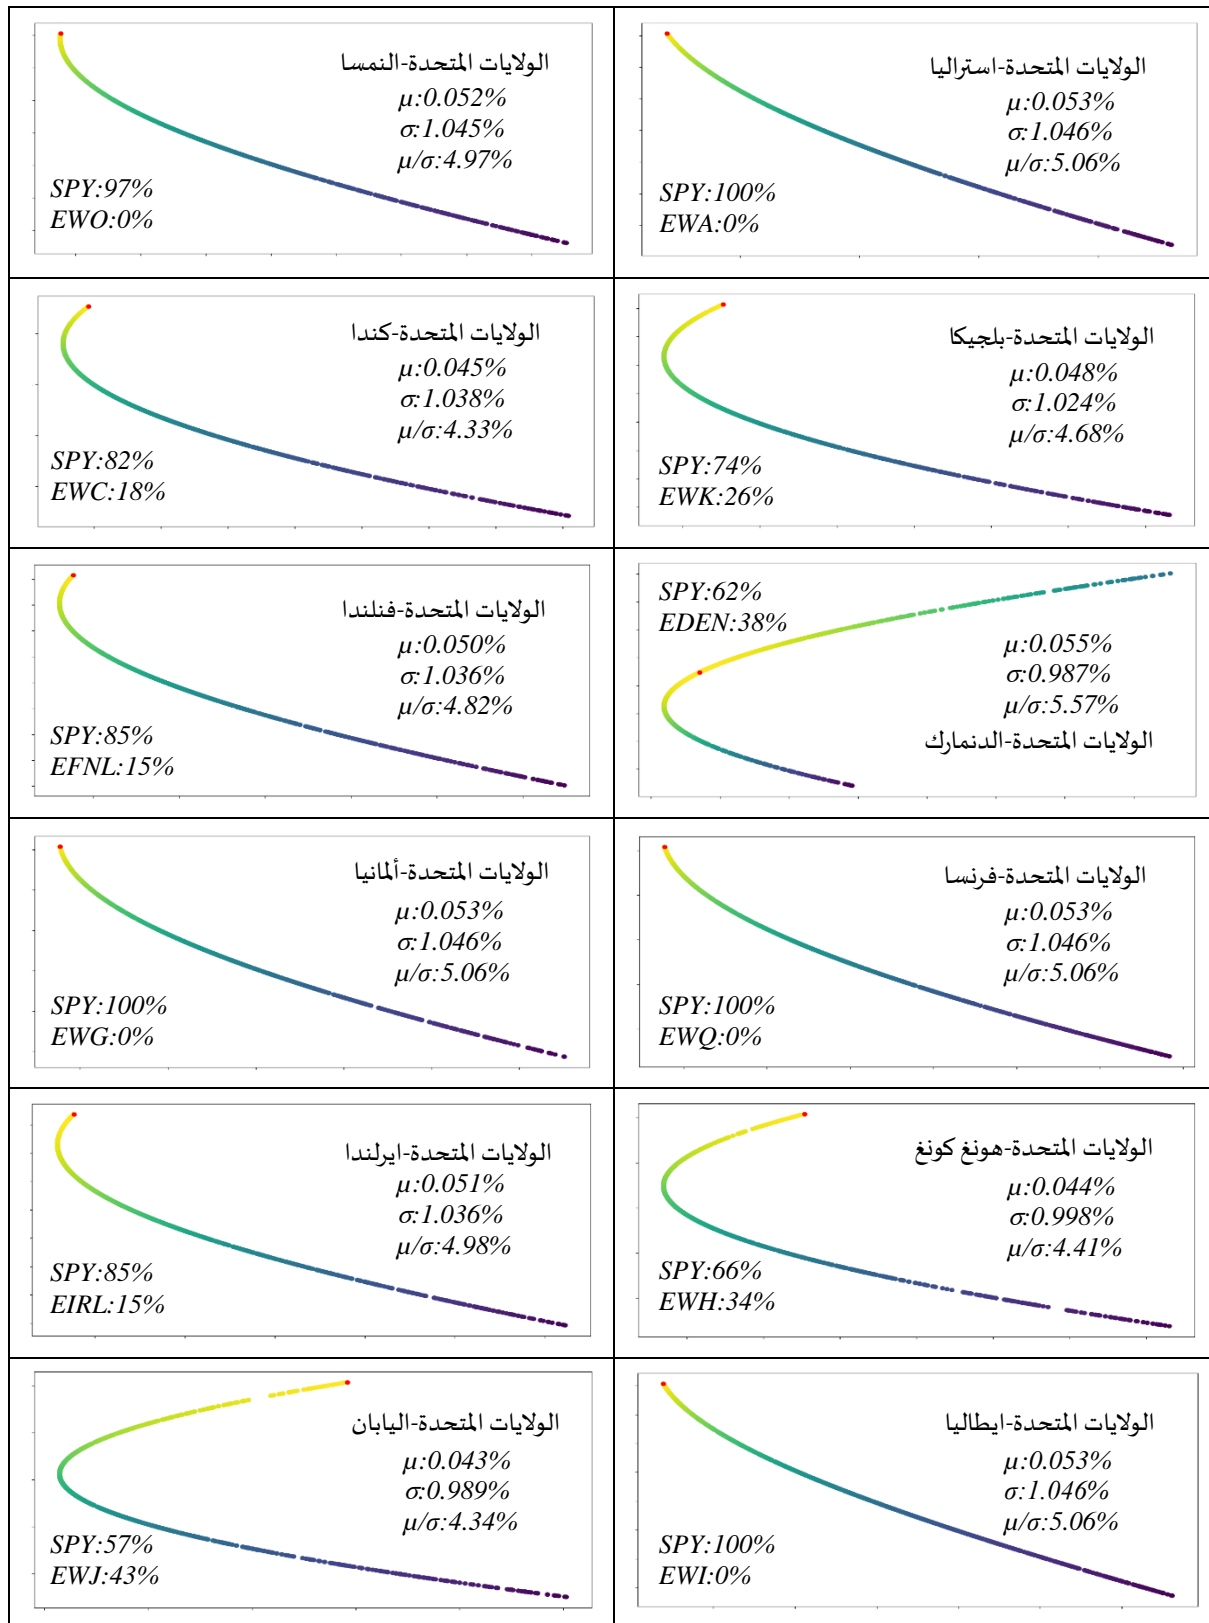 الولايات المتحدة-النمسا
μ:0.052%
σ:1.045%
μ/σ:4.97%
SPY:97%
EWO:0%
الولايات المتحدة-استراليا
μ:0.053%
σ:1.046%
μ/σ:5.06%
SPY:100%
EWA:0%
الولايات المتحدة-كندا
μ:0.045%
σ:1.038%
μ/σ:4.33%
SPY:82%
EWC:18%
الولايات المتحدة-بلجيكا
μ:0.048%
σ:1.024%
μ/σ:4.68%
SPY:74%
EWK:26%
الولايات المتحدة-فنلندا
μ:0.050%
σ:1.036%
μ/σ:4.82%
SPY:85%
EFNL:15%
SPY:62%
EDEN:38%
μ:0.055%
σ:0.987%
μ/σ:5.57%
الولايات المتحدة-الدنمارك
الولايات المتحدة-ألمانيا
μ:0.053%
σ:1.046%
μ/σ:5.06%
SPY:100%
EWG:0%
الولايات المتحدة-فرنسا
μ:0.053%
σ:1.046%
μ/σ:5.06%
SPY:100%
EWQ:0%
الولايات المتحدة-ايرلندا
μ:0.051%
σ:1.036%
μ/σ:4.98%
SPY:85%
EIRL:15%
الولايات المتحدة-هونغ كونغ
μ:0.044%
σ:0.998%
μ/σ:4.41%
SPY:66%
EWH:34%
الولايات المتحدة-اليابان
μ:0.043%
σ:0.989%
μ/σ:4.34%
SPY:57%
EWJ:43%
الولايات المتحدة-ايطاليا
μ:0.053%
σ:1.046%
μ/σ:5.06%
SPY:100%
EWI:0%